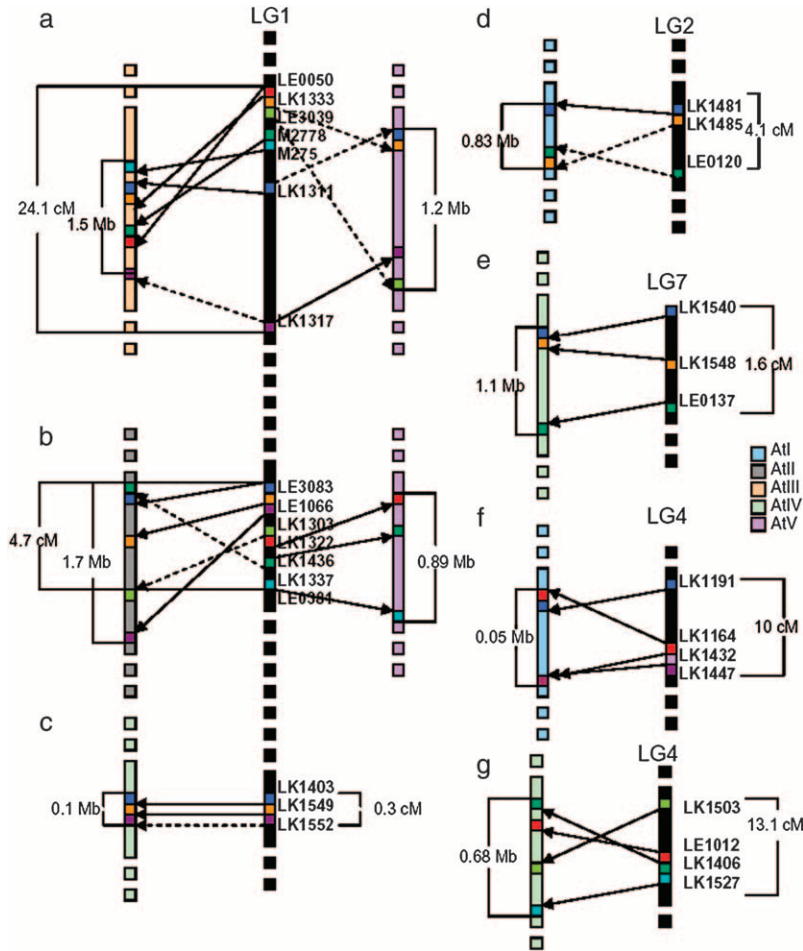 a
LG1
LE0050
LK1333
LE3039
M2778
M275
LK1311
LK1317
24.1 cM
1.5 Mb
1.2 Mb
b
LE3083
LE1066
LK1303
LK1322
LK1436
LK1337
LE0381
4.7 cM
1.7 Mb
0.89 Mb
c
LK1403
LK1549
LK1552
0.1 Mb
0.3 cM
d
LG2
LK1481
LK1485
LE0120
0.83 Mb
4.1 cM
e
LG7
LK1540
LK1548
LE0137
1.1 Mb
1.6 cM
AtI
AtII
AtIII
AtIV
AtV
f
LG4
LK1191
LK1164
LK1432
LK1447
0.05 Mb
10 cM
g
LG4
LK1503
LE1012
LK1406
LK1527
0.68 Mb
13.1 cM